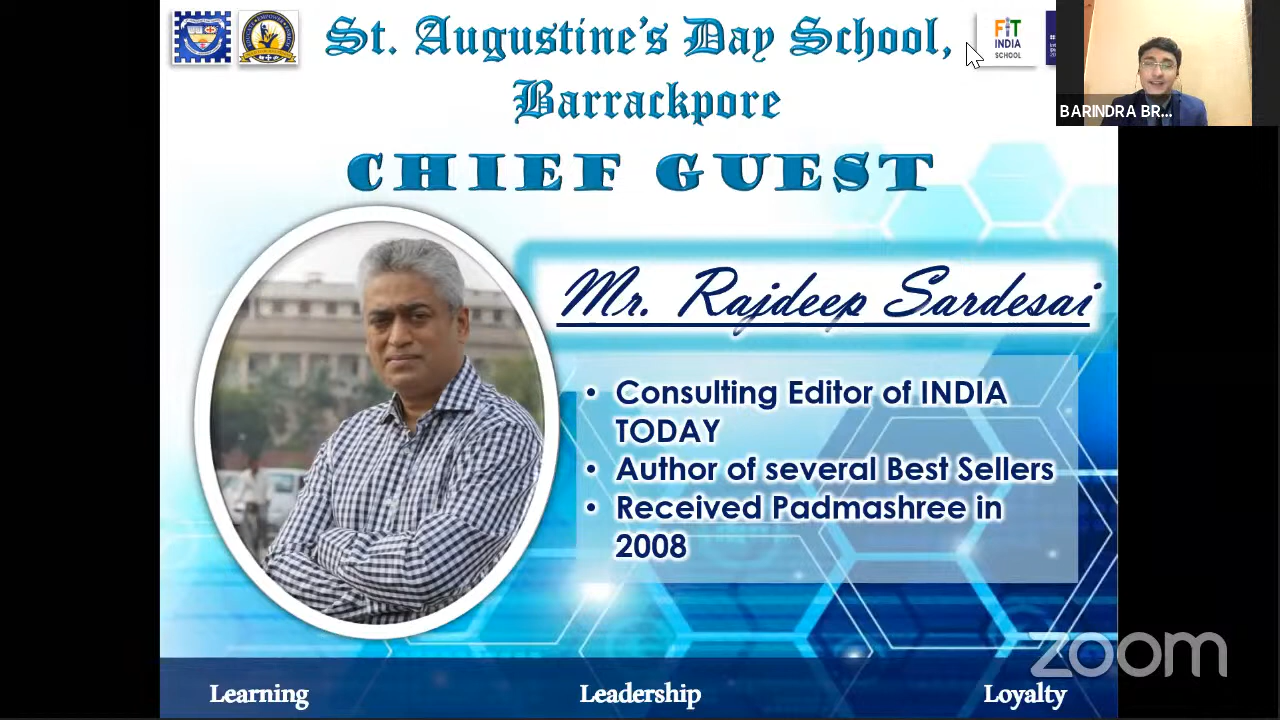 St. Augustine's Day School,
Barrackpore
FiT
INDIA
SCHOOL
BARINDRA BR...
CHIEF GUEST
Mr. Rajdeep Sardesai
• Consulting Editor of INDIA
TODAY
• Author of several Best Sellers
• Received Padmashree in
2008
zoom
Learning
Leadership
Loyalty